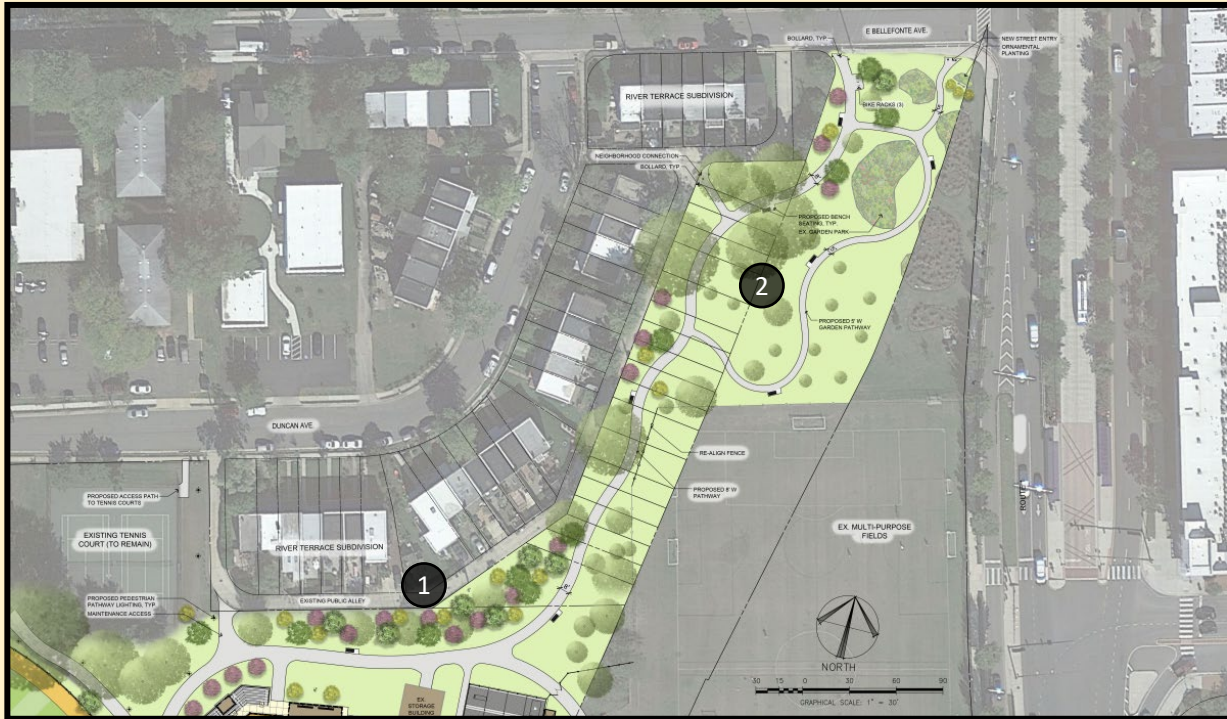 E BELLEFONTE AVE.
BOLLARD, TYP.
NEW STREET ENTRY
ORNAMENTAL
PLANTING
RIVER TERRACE SUBDIVISION
BIKE RACKS (3)
NEIGHBORHOOD CONNECTION
BOLLARD, TYP.
PROPOSED BENCH
SEATING, TYP.
EX. GARDEN PARK
2
PROPOSED 5' W
GARDEN PATHWAY
DUNCAN AVE.
RE-ALIGN FENCE
PROPOSED 8' W
PATHWAY
PROPOSED ACCESS PATH
TO TENNIS COURTS
EXISTING TENNIS
COURT (TO REMAIN)
RIVER TERRACE SUBDIVISION
EX. MULTI-PURPOSE
FIELDS
1
EXISTING PUBLIC ALLEY
PROPOSED PEDESTRIAN
PATHWAY LIGHTING, TYP.
MAINTENANCE ACCESS
8'
NORTH
30 15 0 30 60 90
GRAPHICAL SCALE: 1" = 30'
EX.
STORAGE
BUILDING